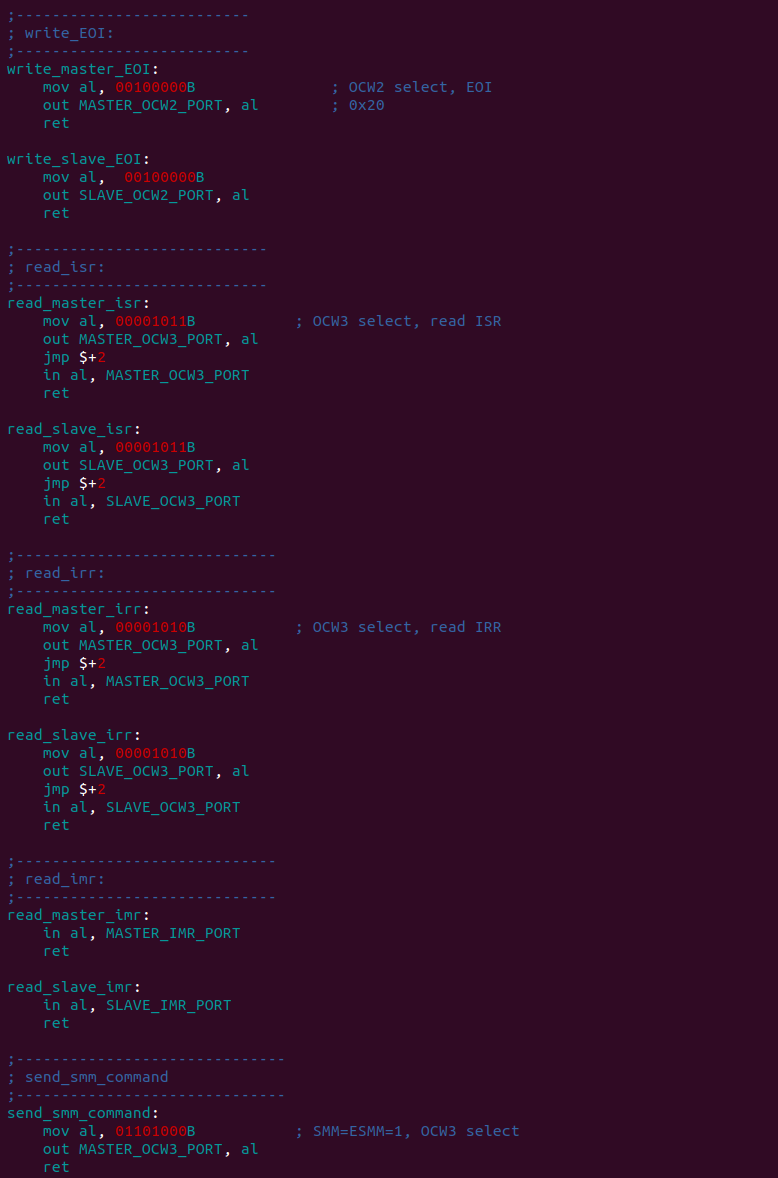 ;--------------------------
; write_EOI:
;--------------------------
write_master_EOI:
    mov al, 00100000B               ; OCW2 select, EOI
    out MASTER_OCW2_PORT, al        ; 0x20
    ret

write_slave_EOI:
    mov al,  00100000B
    out SLAVE_OCW2_PORT, al
    ret

;----------------------------
; read_isr:
;----------------------------
read_master_isr:
    mov al, 00001011B           ; OCW3 select, read ISR
    out MASTER_OCW3_PORT, al
    jmp $+2
    in al, MASTER_OCW3_PORT
    ret

read_slave_isr:
    mov al, 00001011B
    out SLAVE_OCW3_PORT, al
    jmp $+2
    in al, SLAVE_OCW3_PORT
    ret

;-----------------------------
; read_irr:
;-----------------------------
read_master_irr:
    mov al, 00001010B           ; OCW3 select, read IRR
    out MASTER_OCW3_PORT, al
    jmp $+2
    in al, MASTER_OCW3_PORT
    ret

read_slave_irr:
    mov al, 00001010B
    out SLAVE_OCW3_PORT, al
    jmp $+2
    in al, SLAVE_OCW3_PORT
    ret

;-----------------------------
; read_imr:
;-----------------------------
read_master_imr:
    in al, MASTER_IMR_PORT
    ret

read_slave_imr:
    in al, SLAVE_IMR_PORT
    ret

;------------------------------
; send_smm_command
;------------------------------
send_smm_command:
    mov al, 01101000B           ; SMM=ESMM=1, OCW3 select
    out MASTER_OCW3_PORT, al
    ret